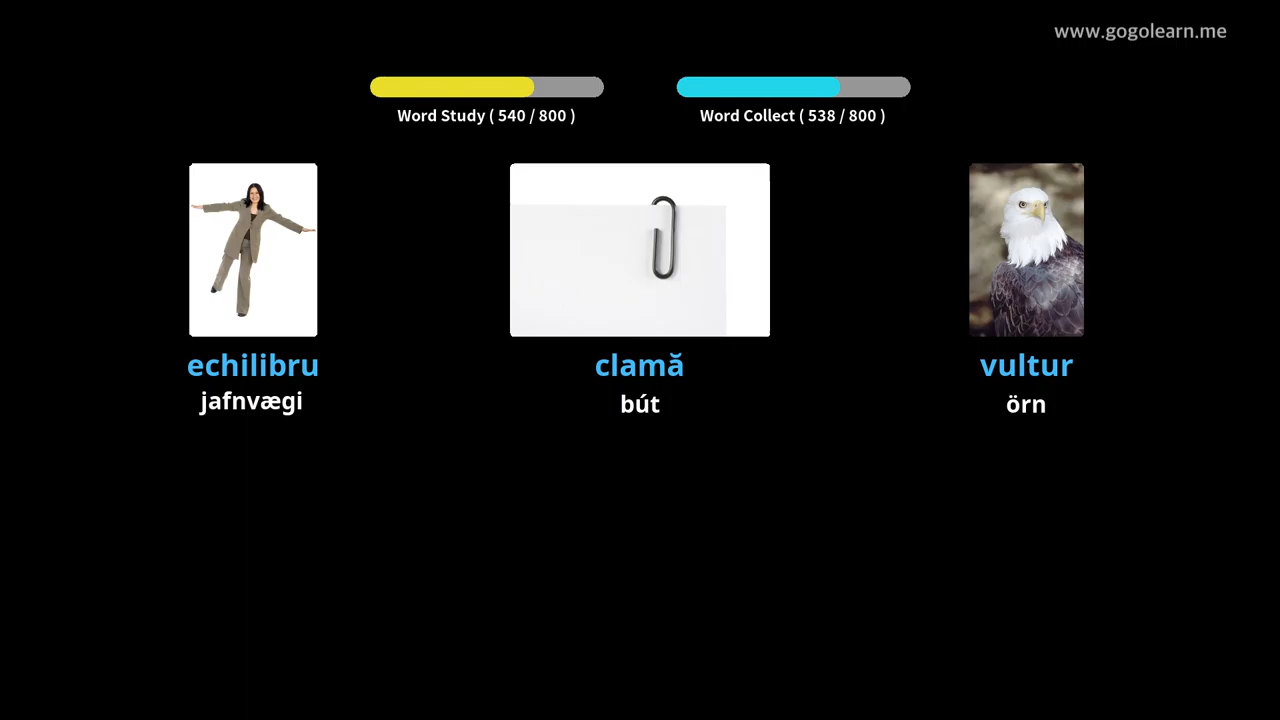 www.gogolearn.me
Word Study ( 540 / 800 )
Word Collect ( 538 / 800 )
echilibru
jafnvægi
clamă
bút
vultur
örn